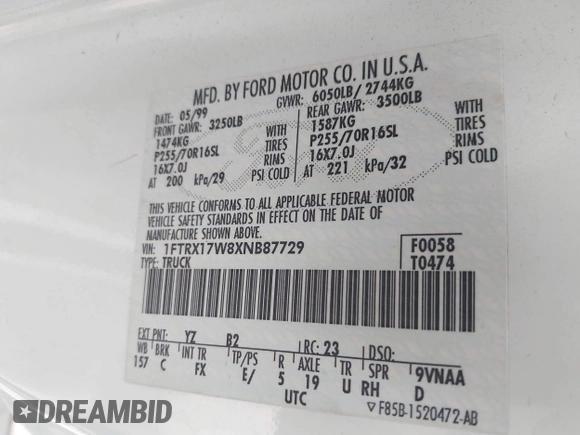 MFD. BY FORD MOTOR CO. IN U.S.A.
DATE: 05/99 GVWR: 6050LB/ 2744KG
FRONT GAWR: 3250LB REAR GAWR: 3500LB
1474KG WITH 1587KG WITH
P255/70R16SL TIRES P255/70R16SL TIRES
16X7.0J RIMS 16X7.0J RIMS
AT 200 kPa/29 PSI COLD AT 221 kPa/32 PSI COLD
THIS VEHICLE CONFORMS TO ALL APPLICABLE FEDERAL MOTOR
VEHICLE SAFETY STANDARDS IN EFFECT ON THE DATE OF
MANUFACTURE SHOWN ABOVE.
VIN: 1FTRX17W8XNB87729 F0058
TYPE: TRUCK T0474
EXT PNT: YZ B2 RC: 23 DSO:
WB BRK INT TR TP/PS R AXLE TR SPR 9VNAA
157 C FX E/ 5 19 U RH D
UTC
▽F85B-1520472-AB
DREAMBID